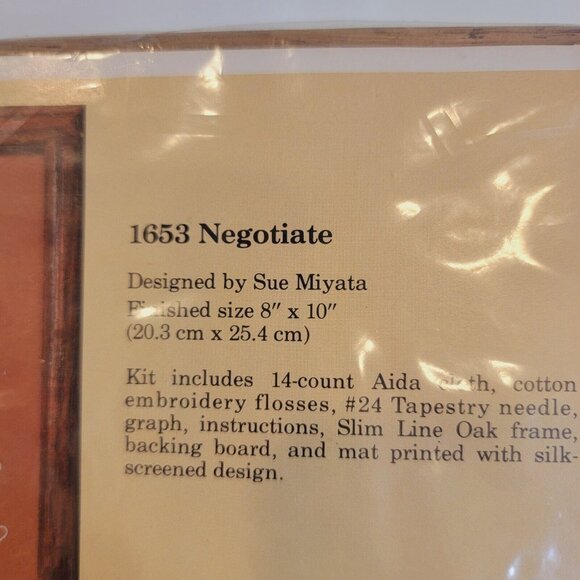 1653 Negotiate
Designed by Sue Miyata
Finished size 8" x 10"
(20.3 cm x 25.4 cm)
Kit includes 14-count Aida cloth, cotton
embroidery flosses, #24 Tapestry needle,
graph, instructions, Slim Line Oak frame,
backing board, and mat printed with silk-
screened design.